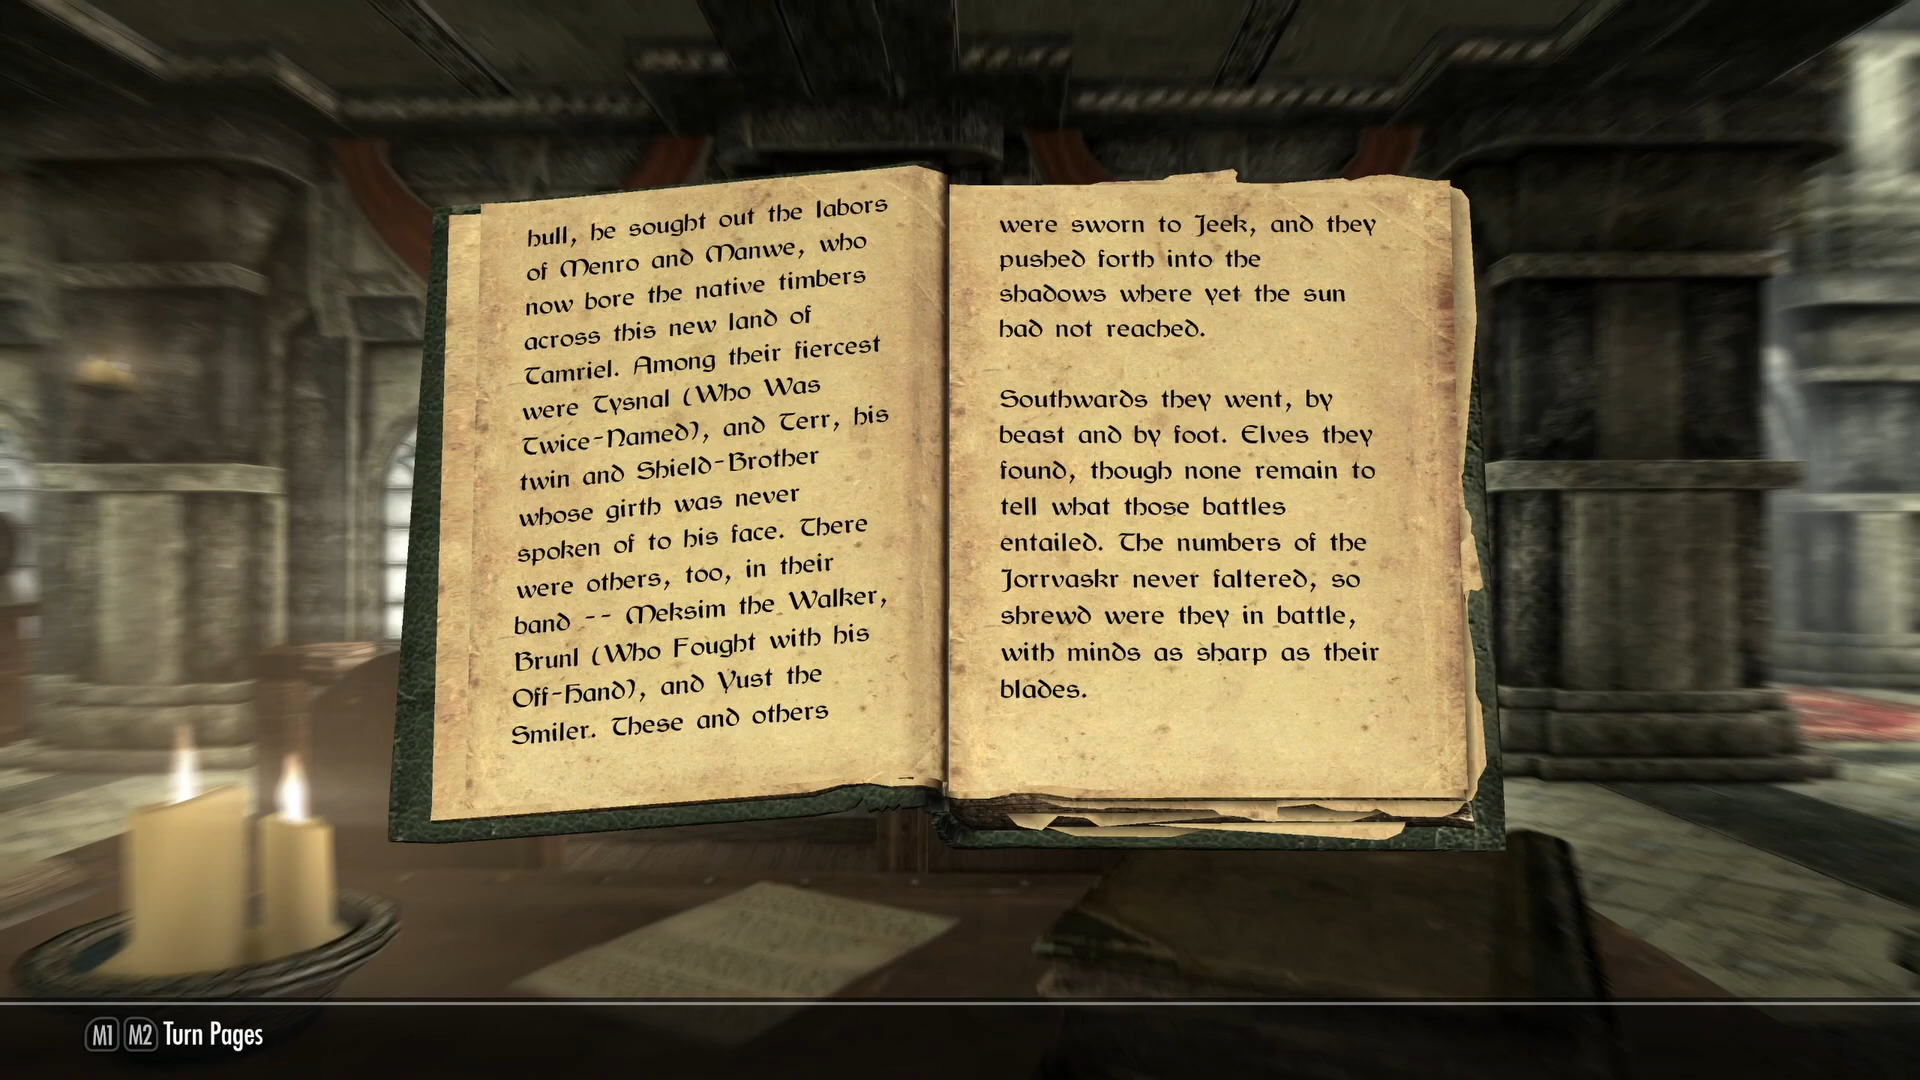 hull, he sought out the labors
of Menro and Manwe, who
now bore the native timbers
across this new land of
Tamriel. Among their fiercest
were Tysnal (Who Was
Twice-Named), and Terr, his
twin and Shield-Brother
whose girth was never
spoken of to his face. There
were others, too, in their
band -- Meksim the Walker,
Brunl (Who Fought with his
Off-Hand), and Yust the
Smiler. These and others
were sworn to Jeek, and they
pushed forth into the
shadows where yet the sun
had not reached.
Southwards they went, by
beast and by foot. Elves they
found, though none remain to
tell what those battles
entailed. The numbers of the
Jorrvaskr never faltered, so
shrewd were they in battle,
with minds as sharp as their
blades.
M1 M2 Turn Pages